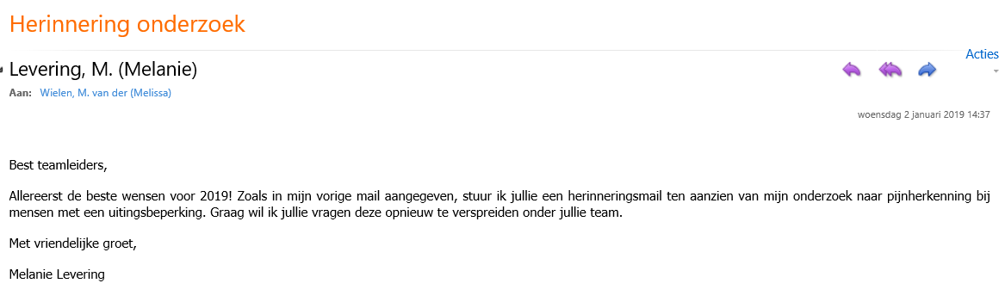 Herinnering onderzoek
Acties
Levering, M. (Melanie)
Aan: Wielen, M. van der (Melissa)
woensdag 2 januari 2019 14:37
Best teamleiders,
Allereerst de beste wensen voor 2019! Zoals in mijn vorige mail aangegeven, stuur ik jullie een herinneringsmail ten aanzien van mijn onderzoek naar pijnherkenning bij
mensen met een uitingsbeperking. Graag wil ik jullie vragen deze opnieuw te verspreiden onder jullie team.
Met vriendelijke groet,
Melanie Levering